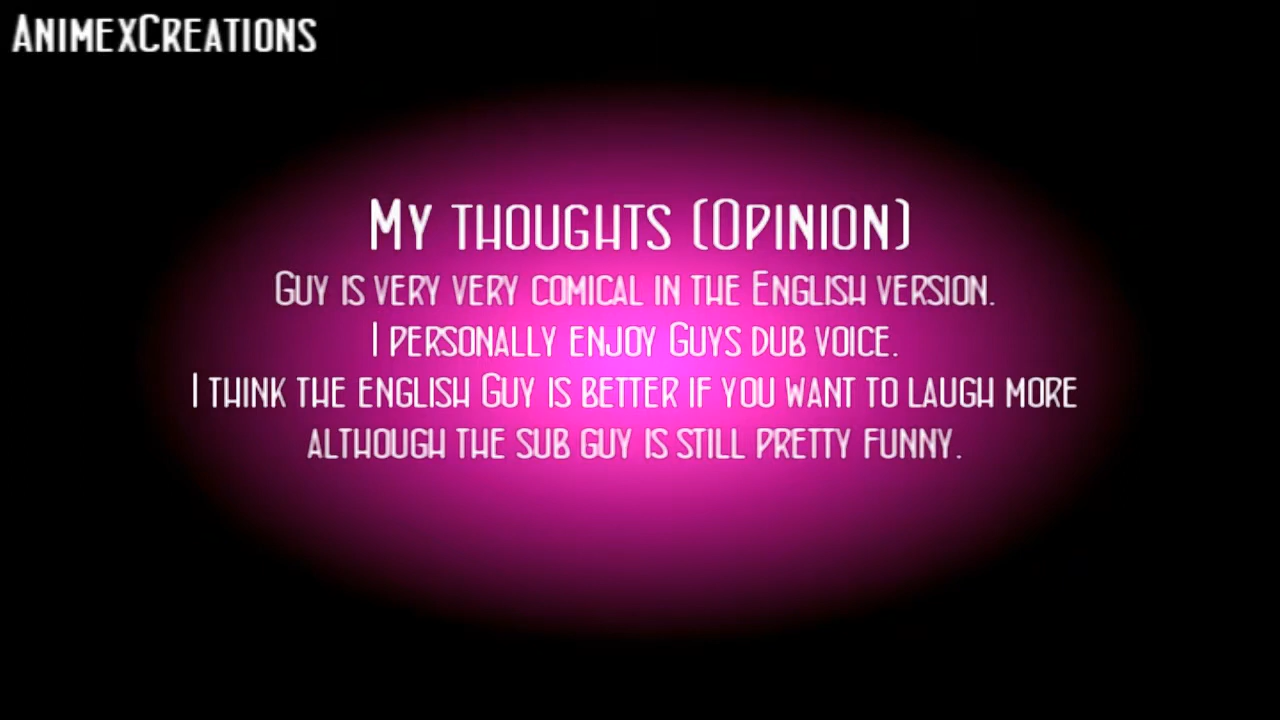 AnimexCreations
My thoughts (Opinion)
Guy is very very comical in the English version.
I personally enjoy Guys dub voice.
I think the english Guy is better if you want to laugh more
although the sub guy is still pretty funny.